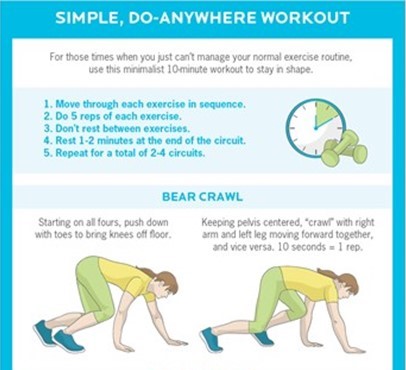 SIMPLE, DO-ANYWHERE WORKOUT
For those times when you just can't manage your normal exercise routine,
use this minimalist 10-minute workout to stay in shape.
1. Move through each exercise in sequence.
2. Do 5 reps of each exercise.
3. Don't rest between exercises.
4. Rest 1-2 minutes at the end of the circuit.
5. Repeat for a total of 2-4 circuits.
BEAR CRAWL
Starting on all fours, push down
with toes to bring knees off floor.
Keeping pelvis centered, “crawl” with right
arm and left leg moving forward together,
and vice versa. 10 seconds = 1 rep.